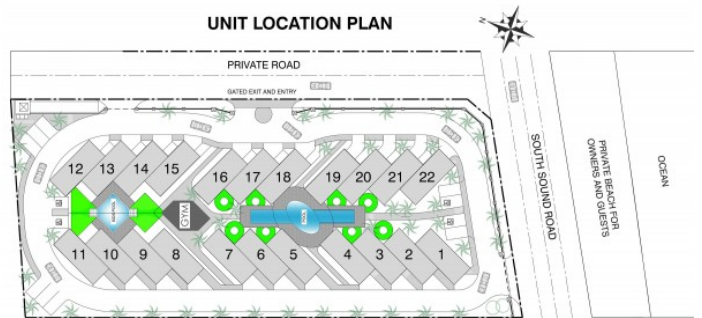 UNIT LOCATION PLAN
N
PRIVATE ROAD
GATED EXIT AND ENTRY
12 13 14 15
16 17 18
19 20 21 22
GYM
POOL
11 10 9 8
7 6 5
4 3 2 1
SOUTH SOUND ROAD
PRIVATE BEACH FOR
OWNERS AND GUESTS
OCEAN